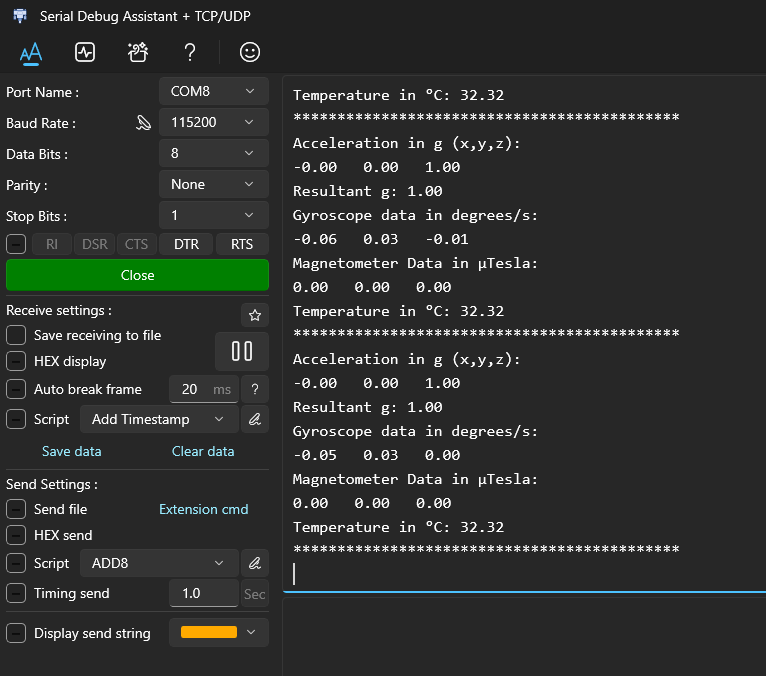 Serial Debug Assistant + TCP/UDP
Port Name : COM8
Baud Rate : 115200
Data Bits : 8
Parity : None
Stop Bits : 1
RI DSR CTS DTR RTS
Close
Receive settings :
Save receiving to file
HEX display
Auto break frame 20 ms ?
Script Add Timestamp
Save data Clear data
Send Settings :
Send file Extension cmd
HEX send
Script ADD8
Timing send 1.0 Sec
Display send string
Temperature in °C: 32.32
********************************************
Acceleration in g (x,y,z):
-0.00 0.00 1.00
Resultant g: 1.00
Gyroscope data in degrees/s:
-0.06 0.03 -0.01
Magnetometer Data in µTesla:
0.00 0.00 0.00
Temperature in °C: 32.32
********************************************
Acceleration in g (x,y,z):
-0.00 0.00 1.00
Resultant g: 1.00
Gyroscope data in degrees/s:
-0.05 0.03 0.00
Magnetometer Data in µTesla:
0.00 0.00 0.00
Temperature in °C: 32.32
********************************************